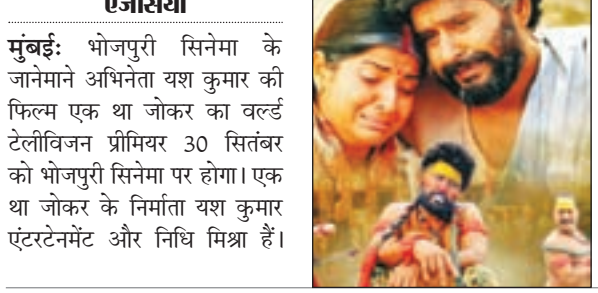 एजेंसियां
मुंबईः भोजपुरी सिनेमा के
जानेमाने अभिनेता यश कुमार की
फिल्म एक था जोकर का वर्ल्ड
टेलीविजन प्रीमियर 30 सितंबर
को भोजपुरी सिनेमा पर होगा। एक
था जोकर के निर्माता यश कुमार
एंटरटेनमेंट और निधि मिश्रा हैं।